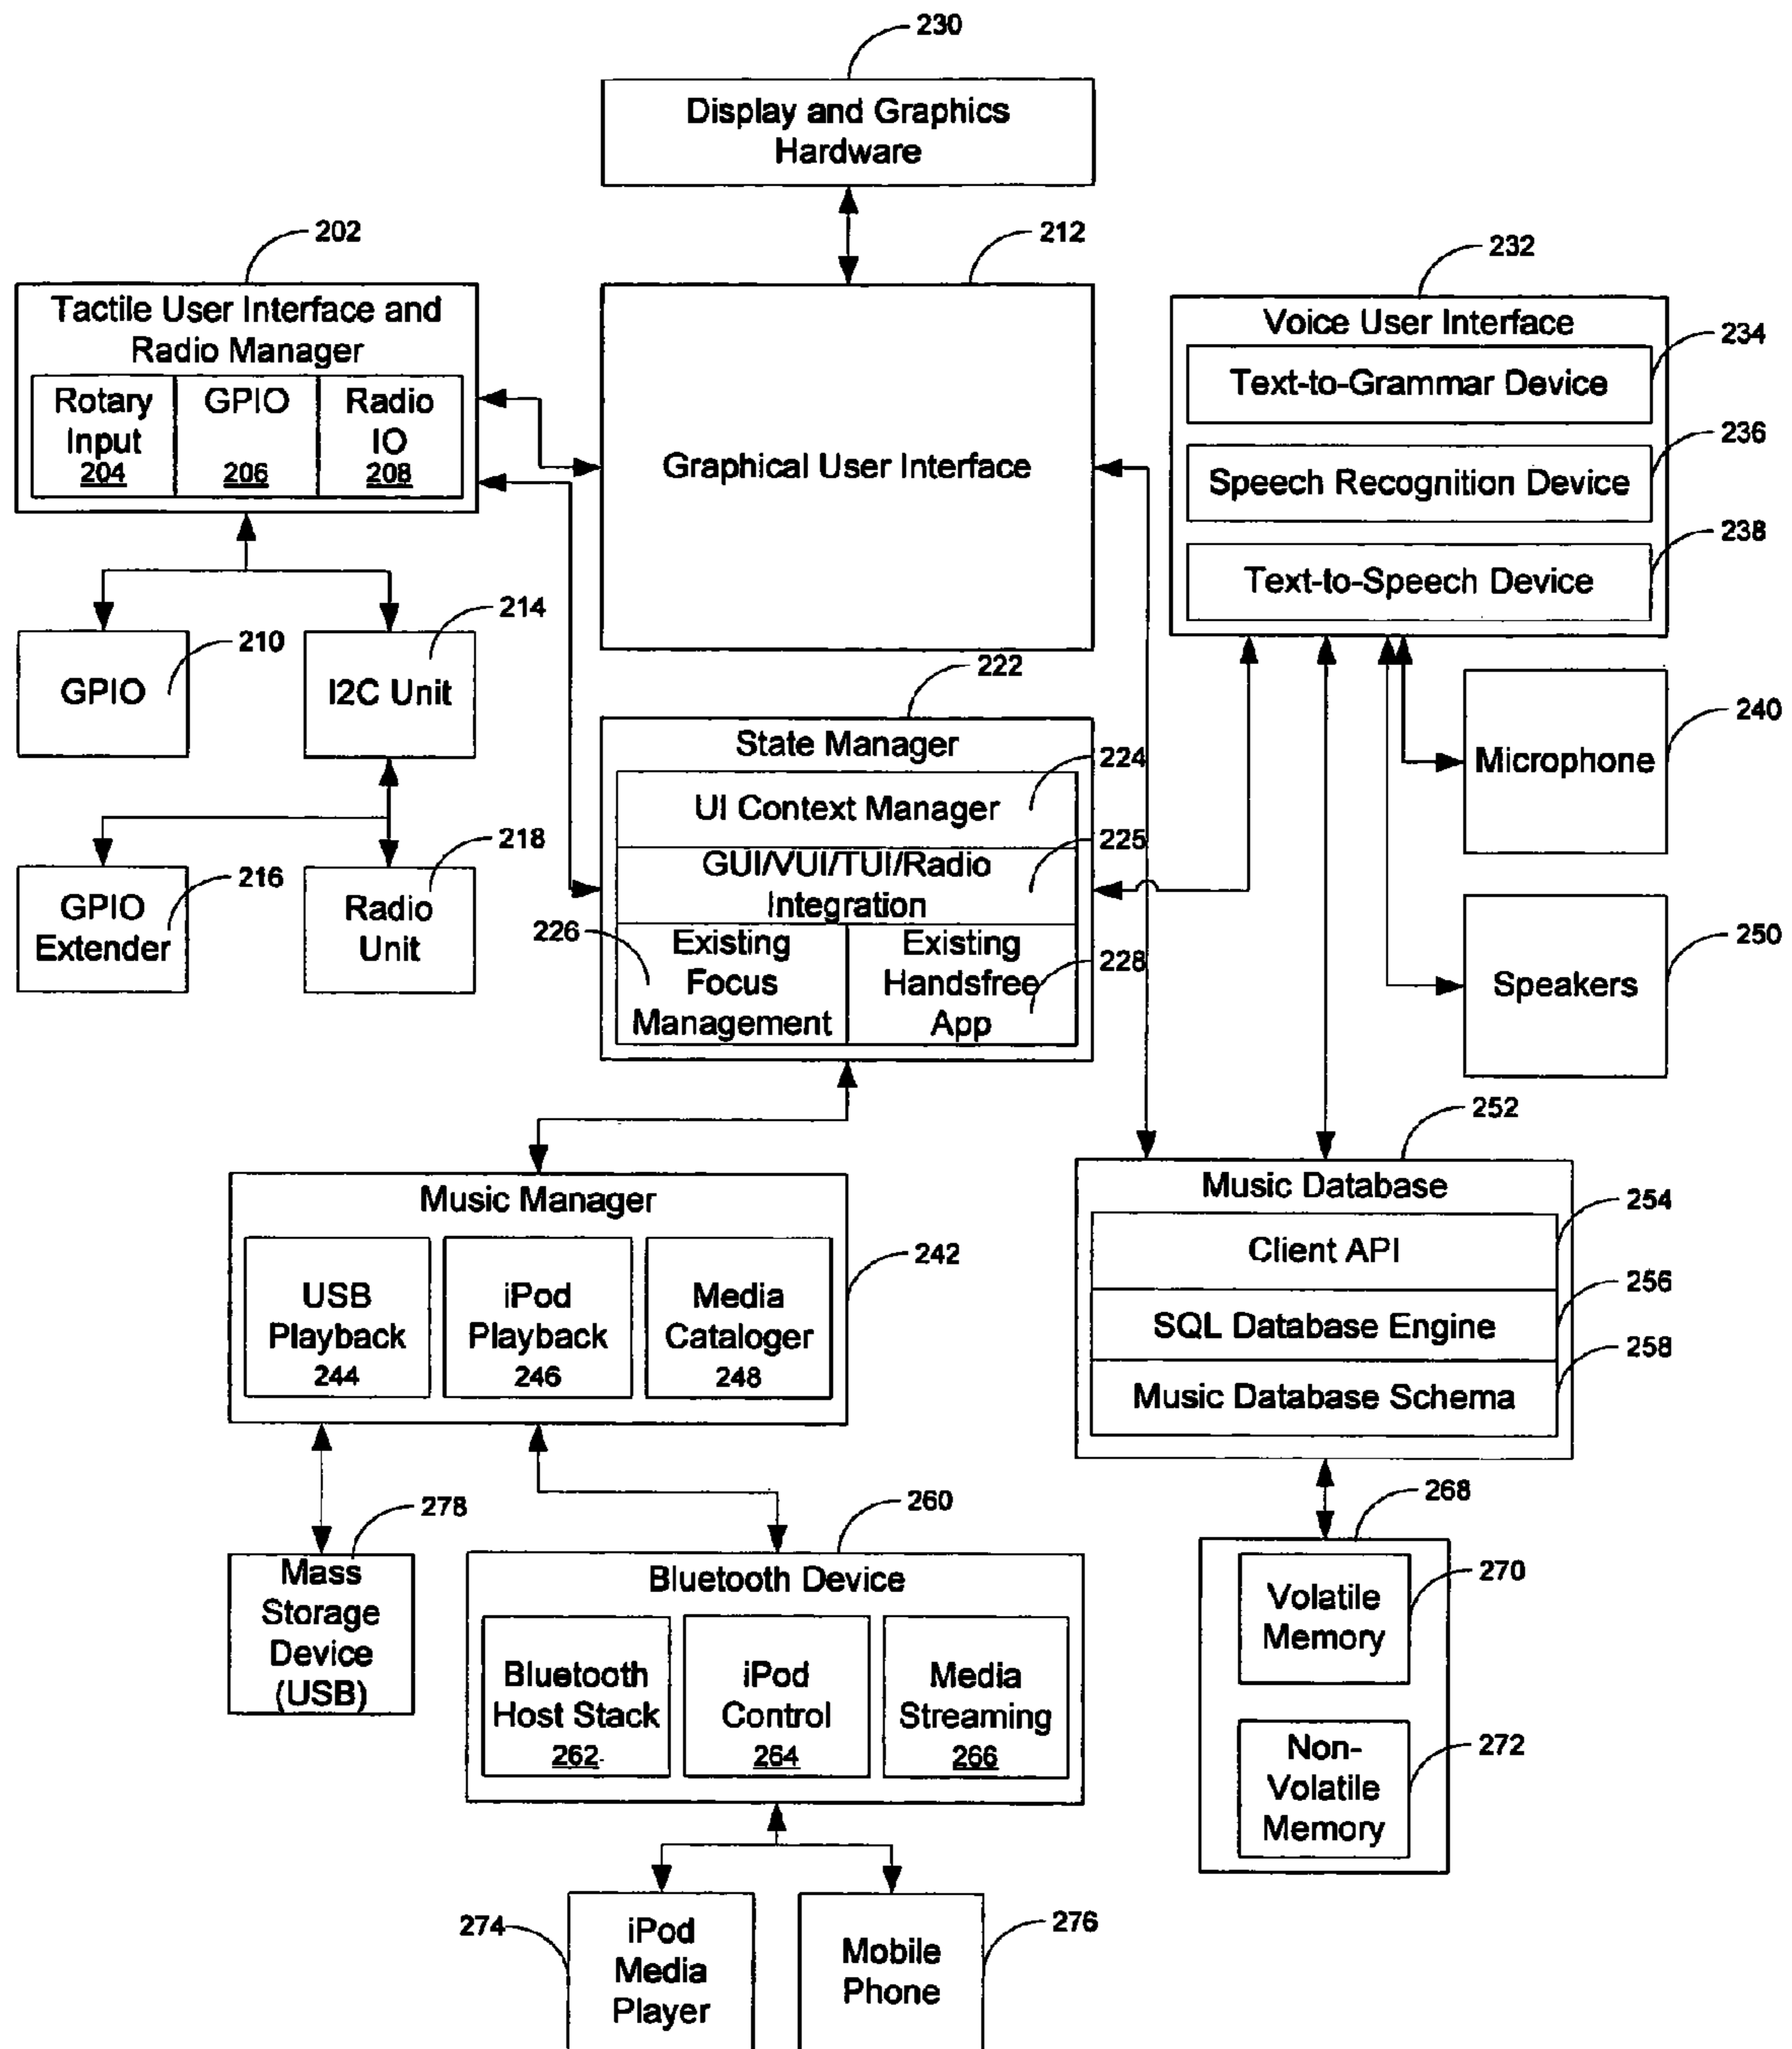 230
Display and Graphics
Hardware
202
212
232
Tactile User Interface and
Radio Manager
Rotary
Input
204
GPIO
206
Radio
IO
208
Graphical User Interface
Voice User Interface
234
Text-to-Grammar Device
236
Speech Recognition Device
238
Text-to-Speech Device
210
GPIO
214
I2C Unit
222
State Manager
224
UI Context Manager
225
GUI/VUI/TUI/Radio
Integration
226
Existing
Focus
Management
Existing
Handsfree
App
228
240
Microphone
216
GPIO
Extender
218
Radio
Unit
250
Speakers
252
Music Manager
242
USB
Playback
244
iPod
Playback
246
Media
Cataloger
248
Music Database
254
Client API
256
SQL Database Engine
258
Music Database Schema
278
Mass
Storage
Device
(USB)
260
Bluetooth Device
Bluetooth
Host Stack
262
iPod
Control
264
Media
Streaming
266
268
270
Volatile
Memory
272
Non-
Volatile
Memory
274
iPod
Media
Player
276
Mobile
Phone